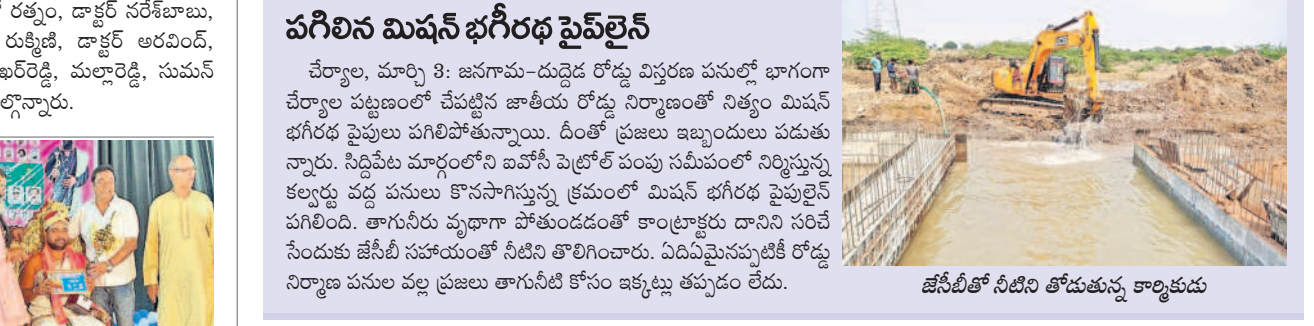 రత్నం, డాక్టర్ నరేశ్‌బాబు,
రుక్మిణి, డాక్టర్ అరవింద్,
మల్లారెడ్డి, సుమన్
పగిలిన మిషన్ భగీరథ పైప్‌లైన్
చేర్యాల, మార్చి 3: జనగామ-దుద్దెడ రోడ్డు విస్తరణ పనుల్లో భాగంగా
చేర్యాల పట్టణంలో చేపట్టిన జాతీయ రోడ్డు నిర్మాణంతో నిత్యం మిషన్
భగీరథ పైపులు పగిలిపోతున్నాయి. దీంతో ప్రజలు ఇబ్బందులు పడుతు
న్నారు. సిద్దిపేట మార్గంలోని ఐవోసీ పెట్రోల్ పంపు సమీపంలో నిర్మిస్తున్న
కల్వర్టు వద్ద పనులు కొనసాగిస్తున్న క్రమంలో మిషన్ భగీరథ పైపులైన్
పగిలింది. తాగునీరు వృథాగా పోతుండడంతో కాంట్రాక్టరు దానిని సరిచే
సేందుకు జేసీబీ సహాయంతో నీటిని తొలిగించారు. ఏదిఏమైనప్పటికీ రోడ్డు
నిర్మాణ పనుల వల్ల ప్రజలు తాగునీటి కోసం ఇక్కట్లు తప్పడం లేదు.
జేసీబీతో నీటిని తోడుతున్న కార్మికుడు